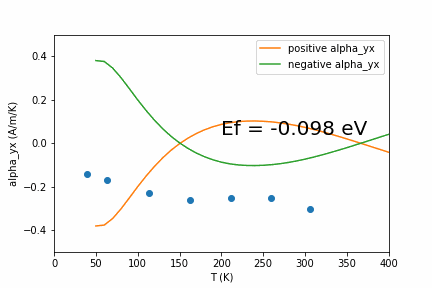 positive alpha_yx
negative alpha_yx
Ef = -0.098 eV
alpha_yx (A/m/K)
0.4
0.2
0.0
−0.2
−0.4
0 50 100 150 200 250 300 350 400
T (K)